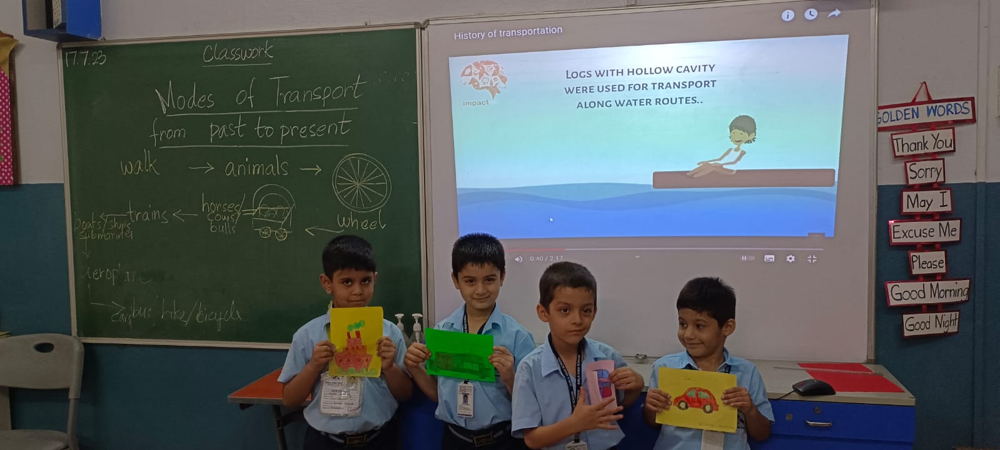 17.7.23
Classwork
Modes of Transport
from past to present
walk → animals →
wheel
horses/
cows/
bulls
← trains ←
boats/ships
submarines
aeroplane
cars bus, bike/bicycle
History of transportation
impact
LOGS WITH HOLLOW CAVITY
WERE USED FOR TRANSPORT
ALONG WATER ROUTES..
0:40 / 2:17
GOLDEN WORDS
Thank You
Sorry
May I
Excuse Me
Please
Good Morning
Good Night